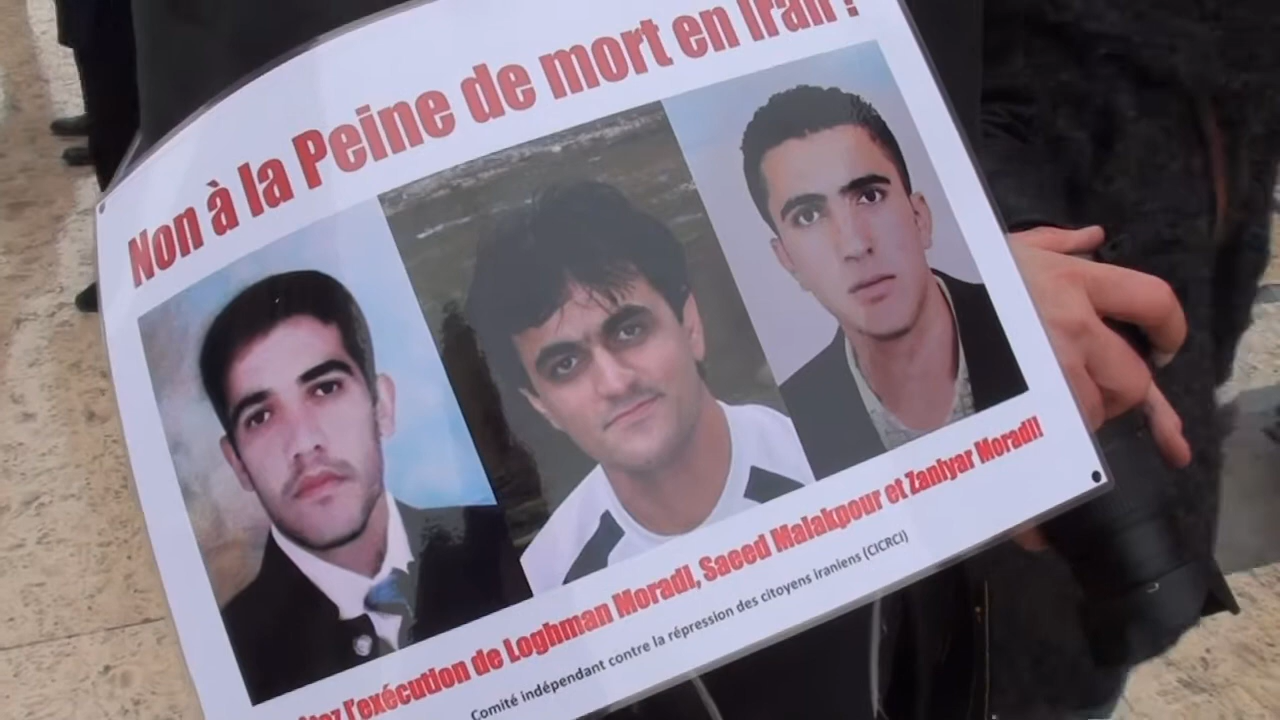 Non à la Peine de mort en Iran !
l'exécution de Loghman Moradi, Saeed Malakpour et Zaniyar Moradi!
Comité indépendant contre la répression des citoyens iraniens (CICRCI)